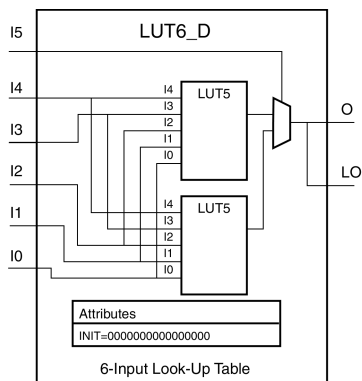 LUT6_D
I5
I4
I3
I2
I1
I0
I4
I3
I2
I1
I0
LUT5
I4
I3
I2
I1
I0
LUT5
O
LO
Attributes
INIT=0000000000000000
6-Input Look-Up Table